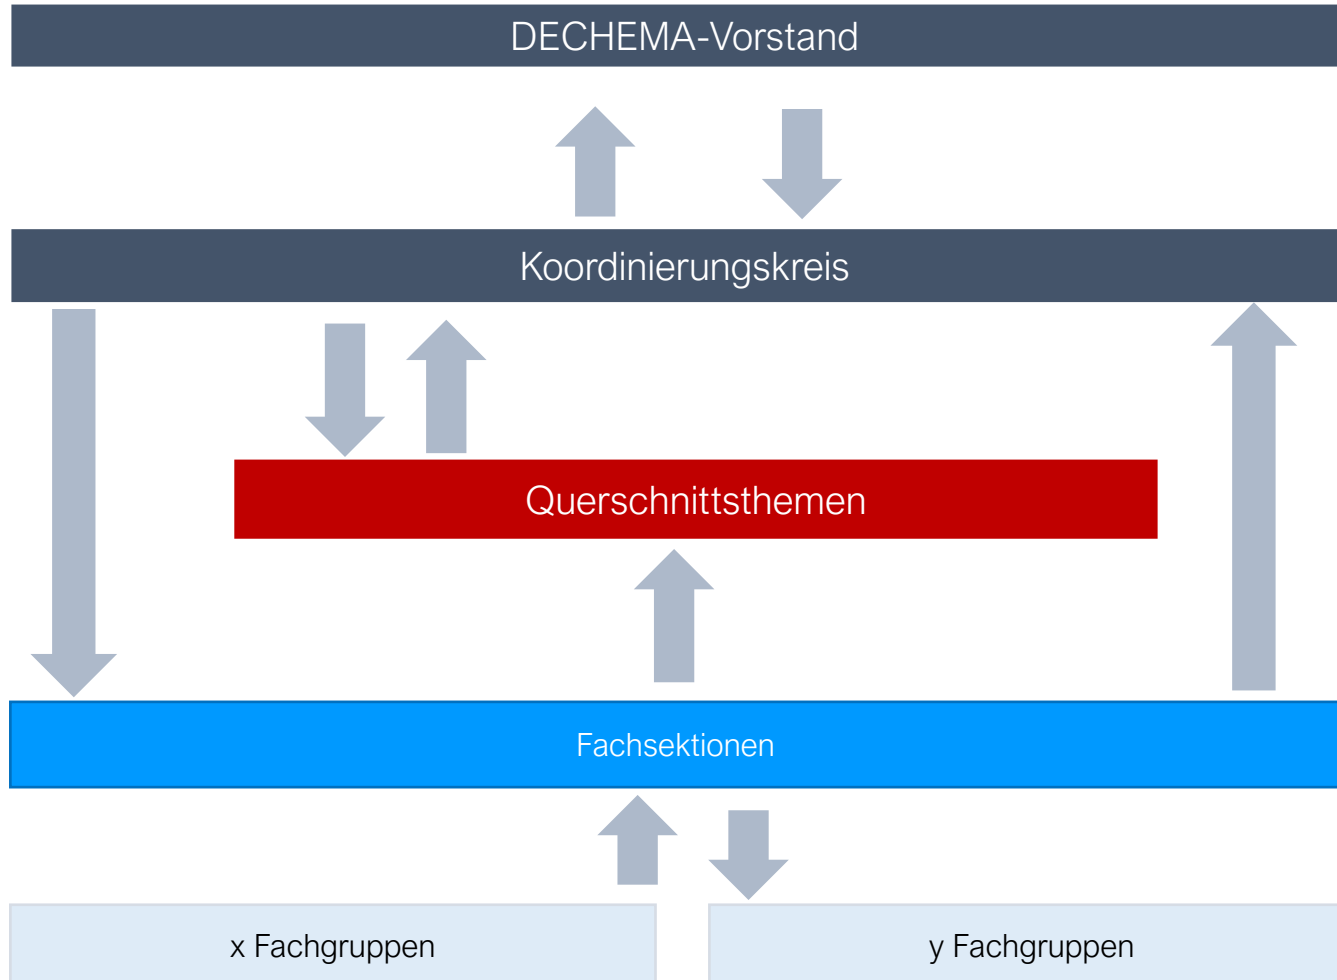 DECHEMA-Vorstand
Koordinierungskreis
Querschnittsthemen
Fachsektionen
x Fachgruppen
y Fachgruppen